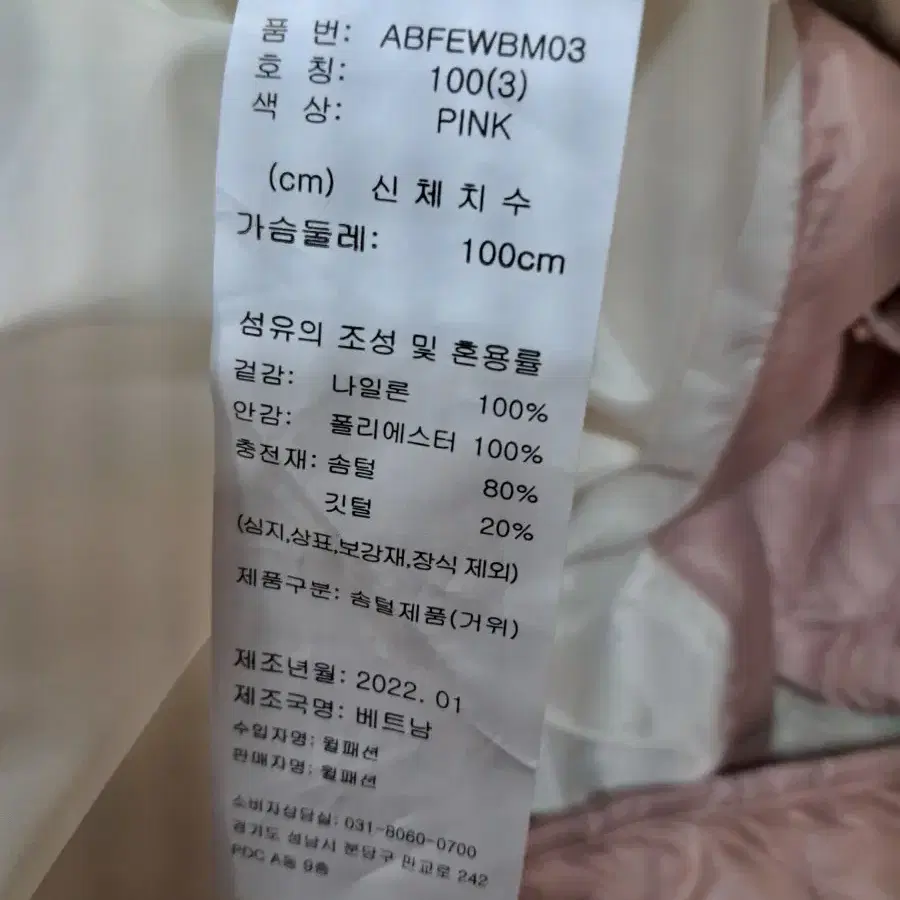 품 번: ABFEWBM03
호 칭: 100(3)
색 상: PINK
(cm) 신 체 치 수
가슴둘레: 100cm
섬유의 조성 및 혼용률
겉감: 나일론 100%
안감: 폴리에스터 100%
충전재: 솜털 80%
깃털 20%
(심지,상표,보강재,장식 제외)
제품구분: 솜털제품(거위)
제조년월: 2022. 01
제조국명: 베트남
수입자명: 월패션
판매자명: 월패션
소비자상담실: 031-8060-0700
경기도 성남시 분당구 판교로 242
PDC A동 9층